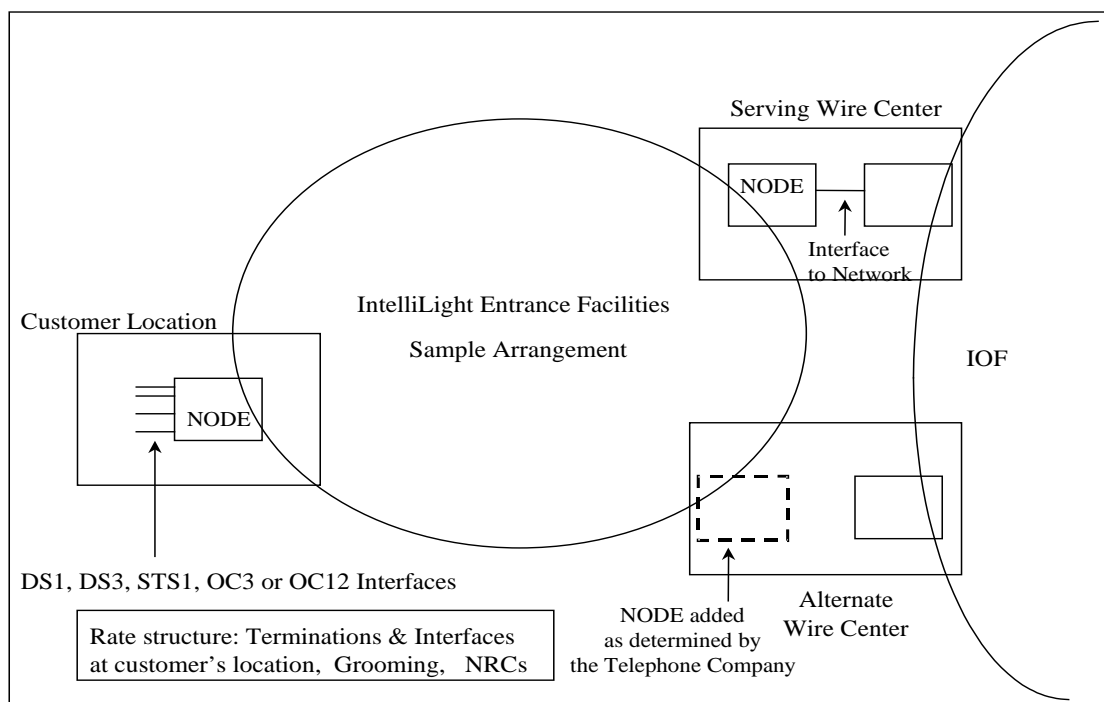 Serving Wire Center
NODE
Interface
to Network
IntelliLight Entrance Facilities
Sample Arrangement
Customer Location
IOF
NODE
DS1, DS3, STS1, OC3 or OC12 Interfaces
Alternate
Wire Center
NODE added
as determined by
the Telephone Company
Rate structure: Terminations & Interfaces
at customer's location, Grooming, NRCs